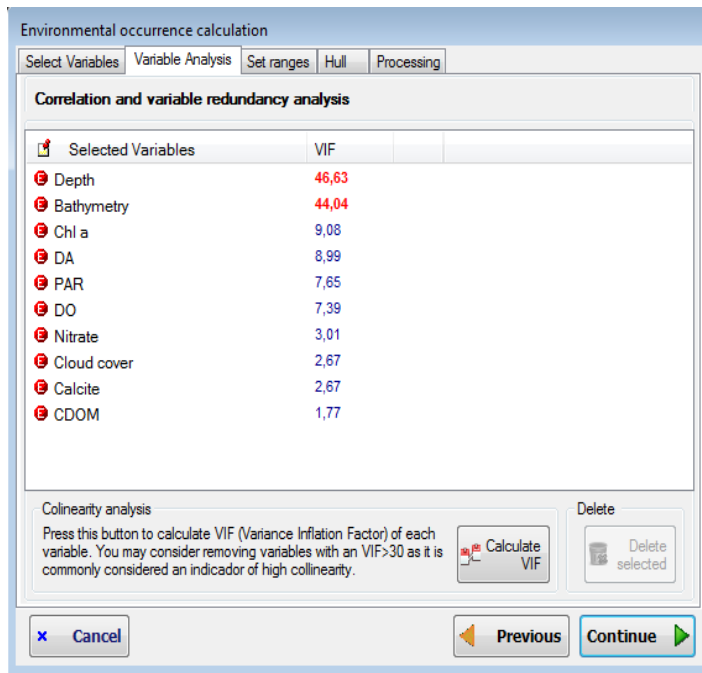 Environmental occurrence calculation
Select Variables Variable Analysis Set ranges Hull Processing
Correlation and variable redundancy analysis
Selected Variables VIF
E Depth 46,63
E Bathymetry 44,04
E Chl a 9,08
E DA 8,99
E PAR 7,65
E DO 7,39
E Nitrate 3,01
E Cloud cover 2,67
E Calcite 2,67
E CDOM 1,77
Colinearity analysis
Press this button to calculate VIF (Variance Inflation Factor) of each
variable. You may consider removing variables with an VIF>30 as it is
commonly considered an indicador of high collinearity.
Calculate
VIF
Delete
Delete
selected
x Cancel
Previous
Continue